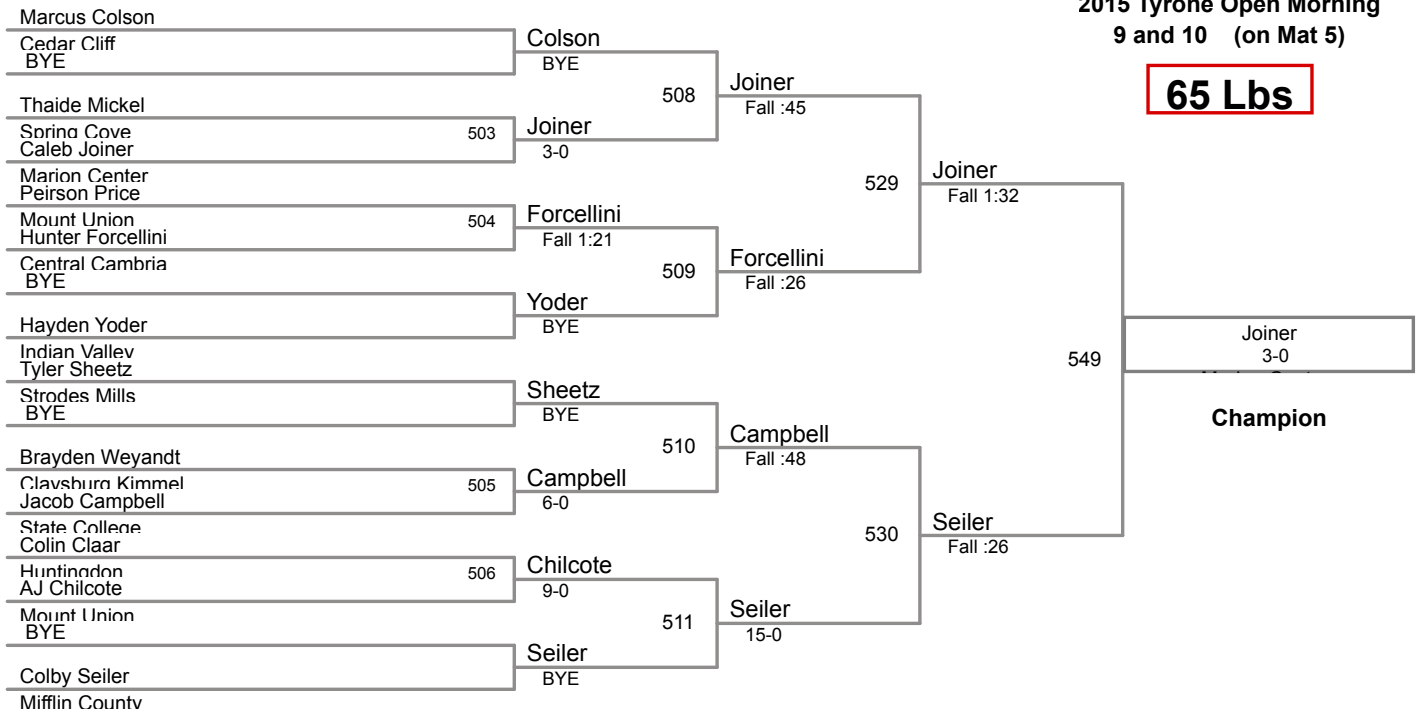 2015 Tyrone Open Morning
9 and 10 (on Mat 5)
65 Lbs
Marcus Colson
Cedar Cliff
BYE
Thaide Mickel
Spring Cove
Caleb Joiner
Marion Center
Peirson Price
Mount Union
Hunter Forcellini
Central Cambria
BYE
Hayden Yoder
Indian Valley
Tyler Sheetz
Strodes Mills
BYE
Brayden Weyandt
Claysburg Kimmel
Jacob Campbell
State College
Colin Claar
Huntingdon
AJ Chilcote
Mount Union
BYE
Colby Seiler
Mifflin County
503
504
505
506
Colson
BYE
Joiner
3-0
Forcellini
Fall 1:21
Yoder
BYE
Sheetz
BYE
Campbell
6-0
Chilcote
9-0
Seiler
BYE
508
509
510
511
Joiner
Fall :45
Forcellini
Fall :26
Campbell
Fall :48
Seiler
15-0
529
530
Joiner
Fall 1:32
Seiler
Fall :26
549
Joiner
3-0
Champion